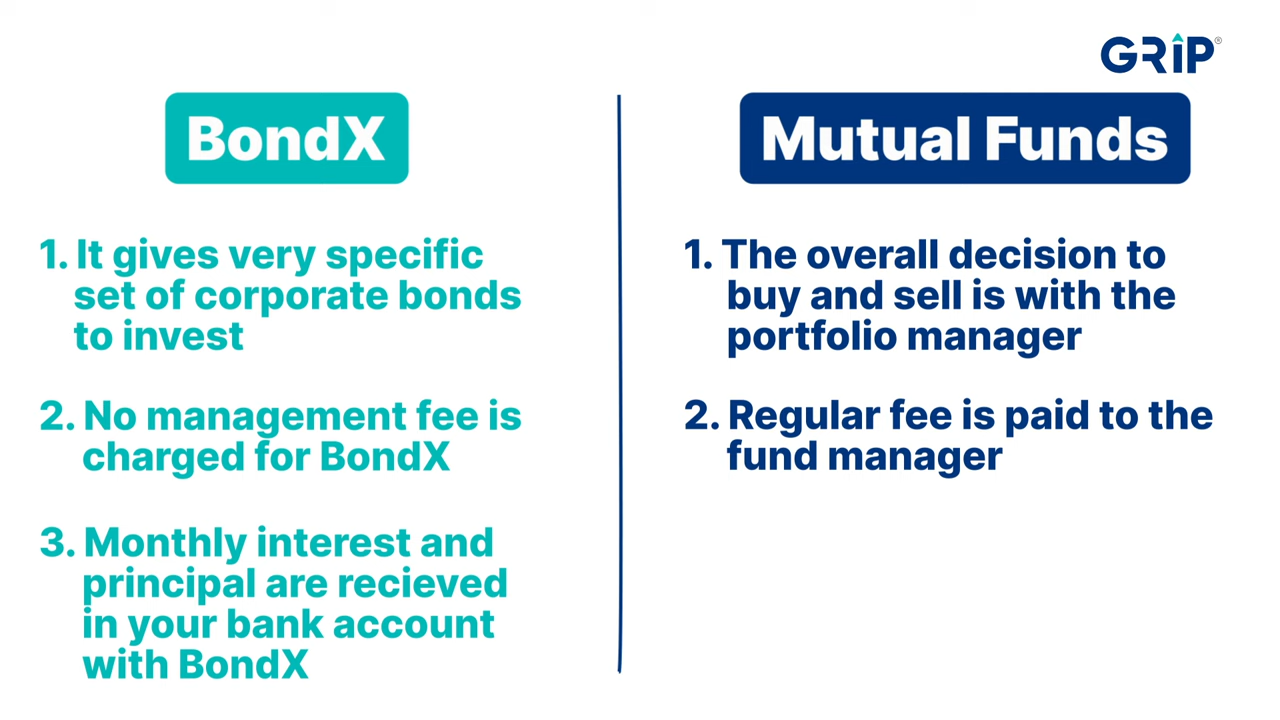 GRIP®
BondX
1. It gives very specific
set of corporate bonds
to invest
2. No management fee is
charged for BondX
3. Monthly interest and
principal are recieved
in your bank account
with BondX
Mutual Funds
1. The overall decision to
buy and sell is with the
portfolio manager
2. Regular fee is paid to the
fund manager